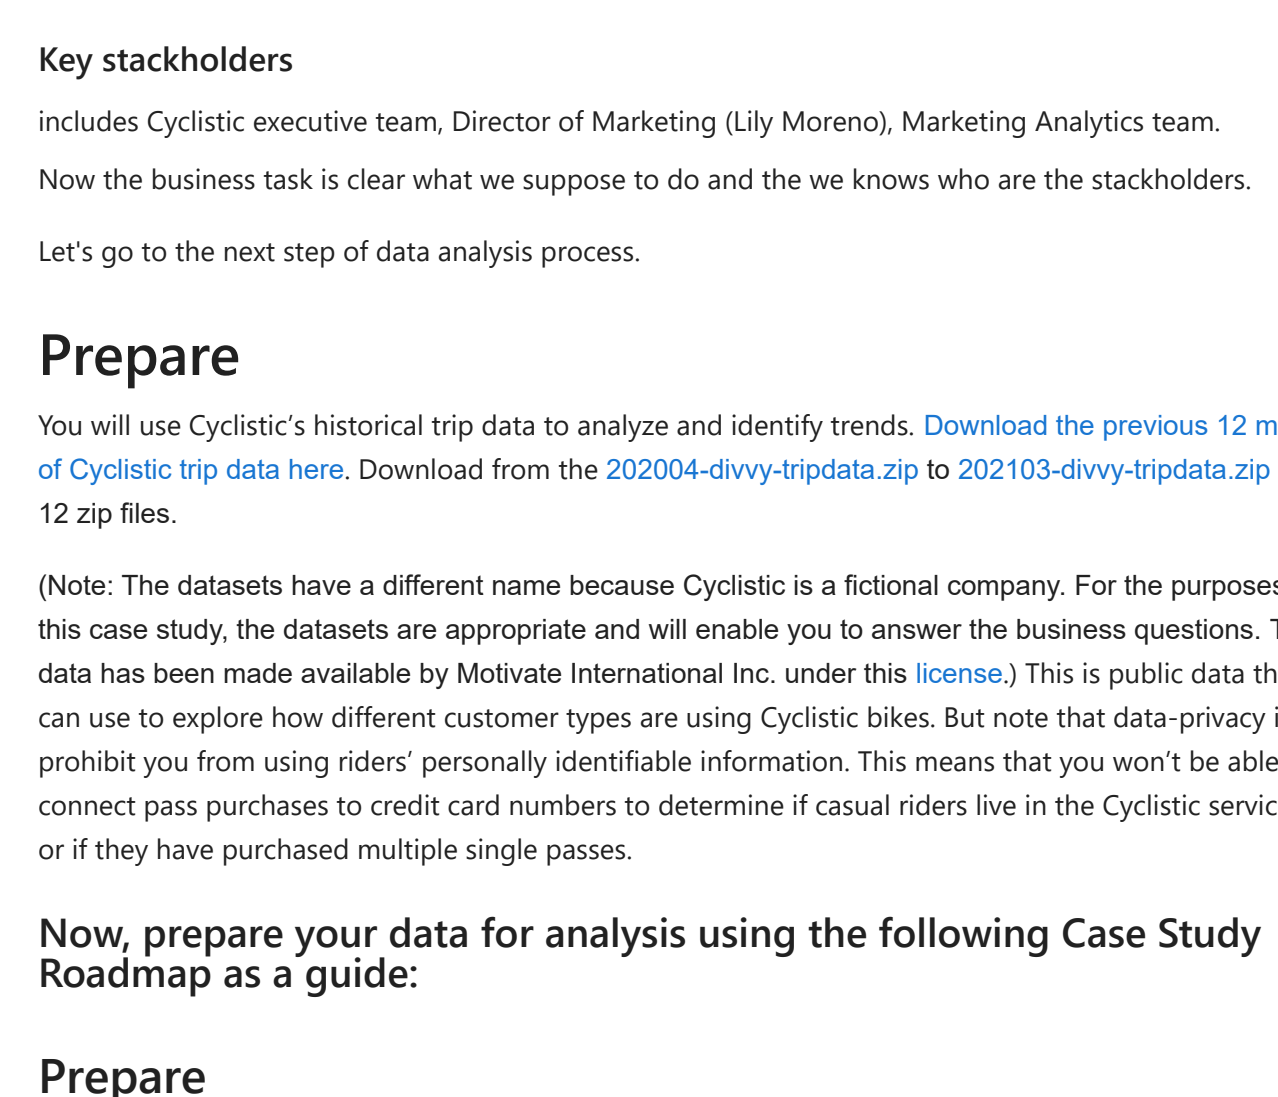 Key stackholders
includes Cyclistic executive team, Director of Marketing (Lily Moreno), Marketing Analytics team.
Now the business task is clear what we suppose to do and the we knows who are the stackholders.
Let's go to the next step of data analysis process.
Prepare
You will use Cyclistic’s historical trip data to analyze and identify trends. Download the previous 12
of Cyclistic trip data here. Download from the 202004-divvy-tripdata.zip to 202103-divvy-tripdata.zip
12 zip files.
(Note: The datasets have a different name because Cyclistic is a fictional company. For the purposes
this case study, the datasets are appropriate and will enable you to answer the business questions.
data has been made available by Motivate International Inc. under this license.) This is public data
can use to explore how different customer types are using Cyclistic bikes. But note that data-privacy
prohibit you from using riders’ personally identifiable information. This means that you won’t be able
connect pass purchases to credit card numbers to determine if casual riders live in the Cyclistic
or if they have purchased multiple single passes.
Now, prepare your data for analysis using the following Case Study
Roadmap as a guide:
Prepare